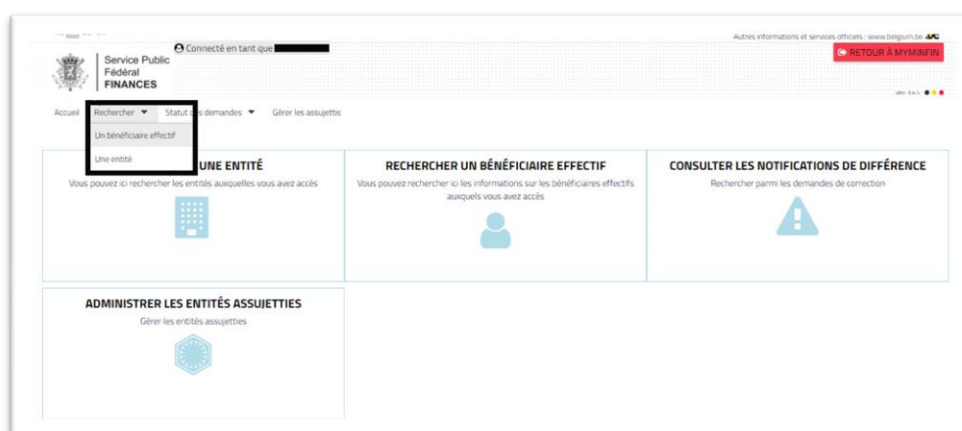 Autres informations et services officiels : www.belgium.be
Connecté en tant que
RETOUR À MYMINFIN
Service Public
Fédéral
FINANCES
Accueil Rechercher Statut des demandes Gérer les assujettis
Un bénéficiaire effectif
Une entité
UNE ENTITÉ
Vous pouvez ici rechercher les entités auxquelles vous avez accès
RECHERCHER UN BÉNÉFICIAIRE EFFECTIF
Vous pouvez rechercher ici les informations sur les bénéficiaires effectifs
auxquels vous avez accès
CONSULTER LES NOTIFICATIONS DE DIFFÉRENCE
Rechercher parmi les demandes de correction
ADMINISTRER LES ENTITÉS ASSUJETTIES
Gérer les entités assujetties